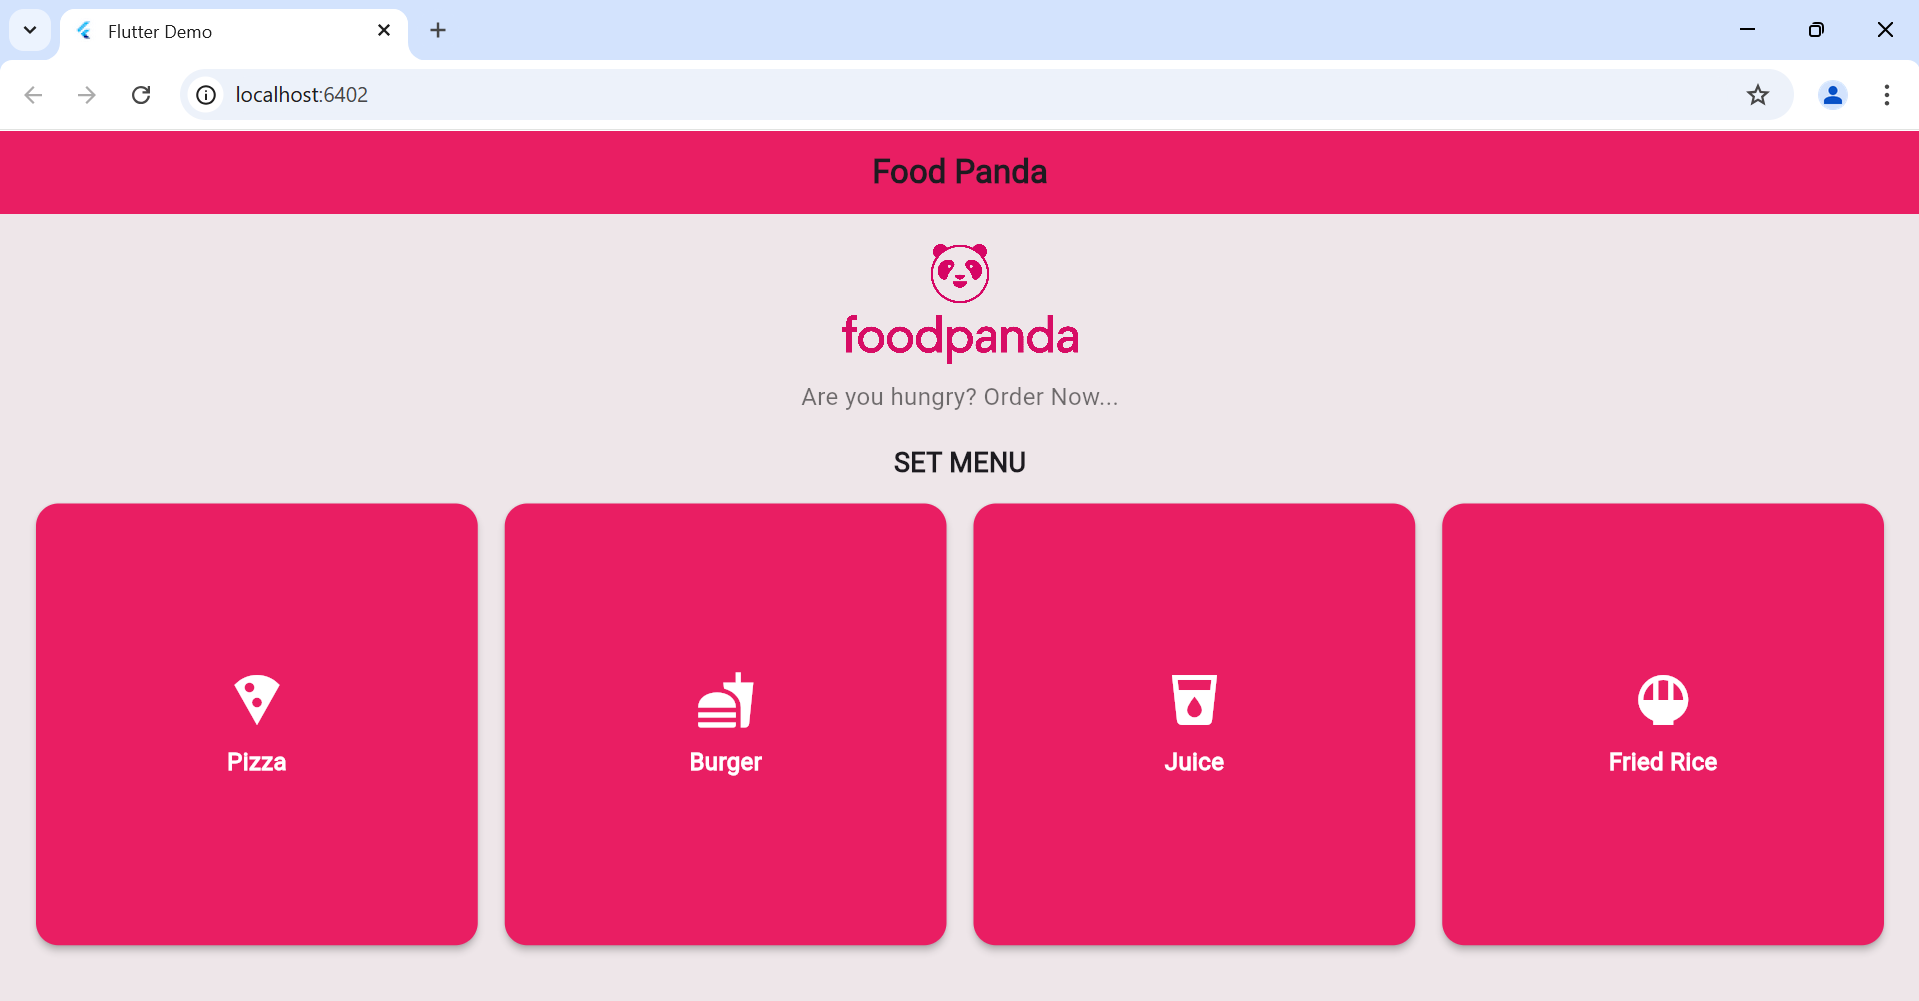 Flutter Demo
localhost:6402
Food Panda
foodpanda
Are you hungry? Order Now...
SET MENU
Pizza
Burger
Juice
Fried Rice